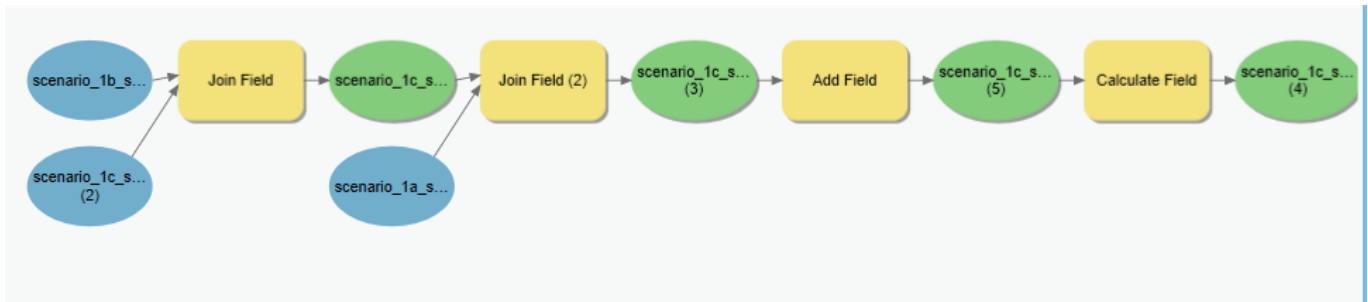 scenario_1b_s...
Join Field
scenario_1c_s...
Join Field (2)
scenario_1c_s...
(3)
Add Field
scenario_1c_s...
(5)
Calculate Field
scenario_1c_s...
(4)
scenario_1c_s...
(2)
scenario_1a_s...